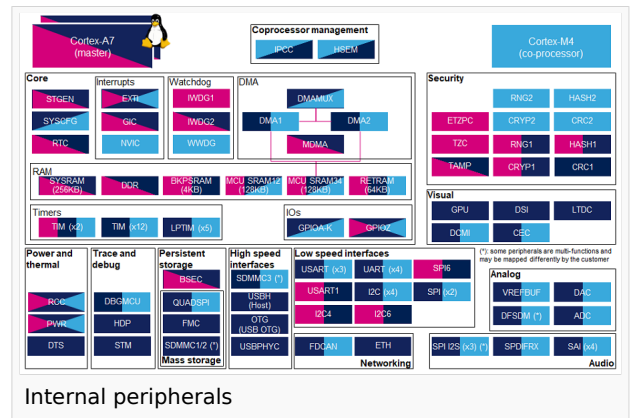 Cortex-A7
(master)
Coprocessor management
IPCC
HSEM
Cortex-M4
(co-processor)
Core
STGEN
SYSCFG
RTC
Interrupts
EXTI
GIC
NVIC
Watchdog
IWDG1
IWDG2
WWDG
DMA
DMAMUX
DMA1
DMA2
MDMA
Security
RNG2
HASH2
ETZPC
CRYP2
CRC2
TZC
RNG1
HASH1
TAMP
CRYP1
CRC1
RAM
SYSRAM
(256KB)
DDR
BKPSRAM
(4KB)
MCU SRAM12
(128KB)
MCU SRAM34
(128KB)
RETRAM
(64KB)
Timers
TIM (x2)
TIM (x12)
LPTIM (x5)
IOs
GPIOA-K
GPIOZ
Visual
GPU
DSI
LTDC
DCMI
CEC
(*): some peripherals are multi-functions and
may be mapped differently by the customer
Power and
thermal
RCC
PWR
DTS
Trace and
debug
DBGMCU
HDP
STM
Persistent
storage
BSEC
QUADSPI
FMC
SDMMC1/2 (*)
Mass storage
High speed
interfaces
SDMMC3 (*)
USBH
(Host)
OTG
(USB OTG)
USBPHYC
Low speed interfaces
USART (x3)
UART (x4)
SPI6
USART1
I2C (x4)
SPI (x2)
I2C4
I2C6
FDCAN
ETH
Networking
Analog
VREFBUF
DAC
DFSDM (*)
ADC
SPI I2S (x3) (*)
SPDIFRX
SAI (x4)
Audio
Internal peripherals